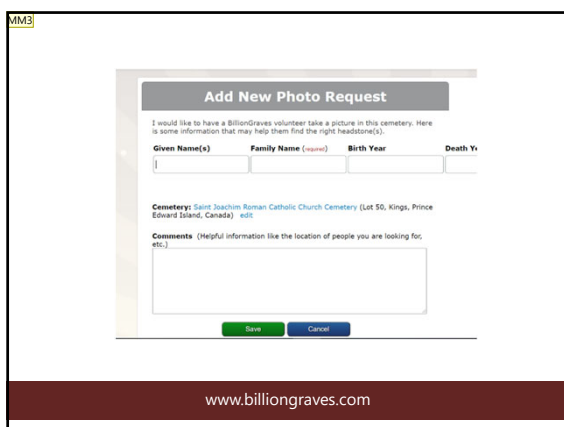 MM3
Add New Photo Request
I would like to have a BillionGraves volunteer take a picture in this cemetery. Here
is some information that may help them find the right headstone(s).
Given Name(s) Family Name (required) Birth Year Death Ye
Cemetery: Saint Joachim Roman Catholic Church Cemetery (Lot 50, Kings, Prince
Edward Island, Canada) edit
Comments (Helpful information like the location of people you are looking for,
etc.)
Save Cancel
www.billiongraves.com